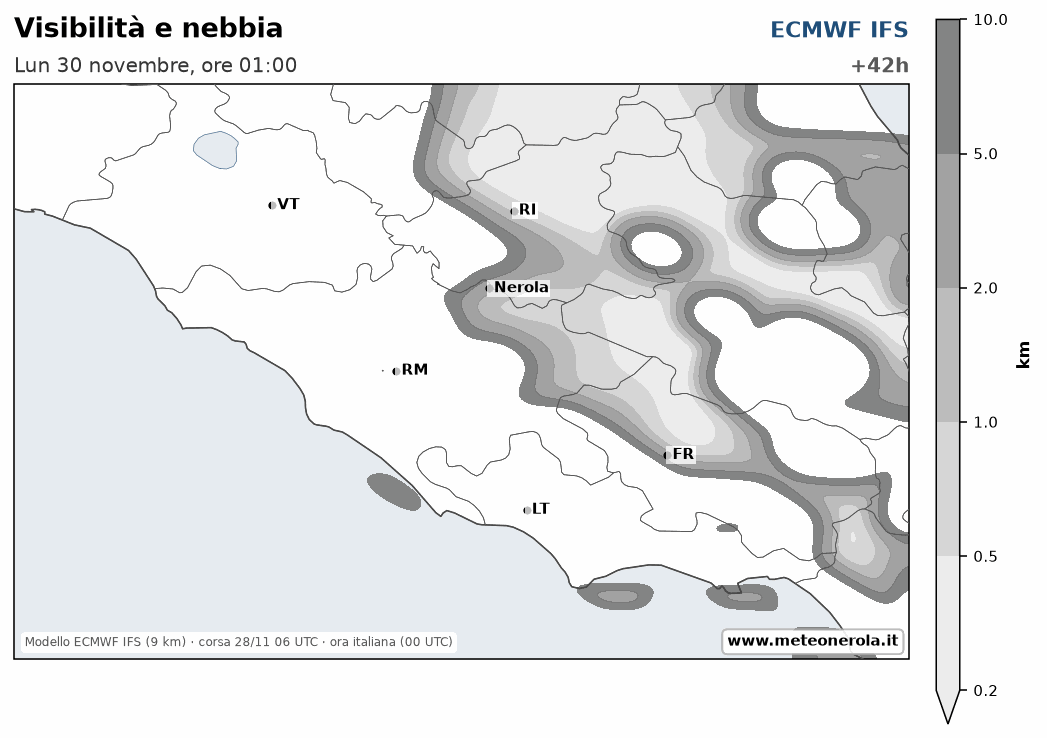 Visibilità e nebbia
ECMWF IFS
Lun 30 novembre, ore 01:00
+42h
10.0
5.0
VT
RI
Nerola
2.0
km
RM
1.0
FR
LT
0.5
Modello ECMWF IFS (9 km) · corsa 28/11 06 UTC · ora italiana (00 UTC)
www.meteonerola.it
0.2